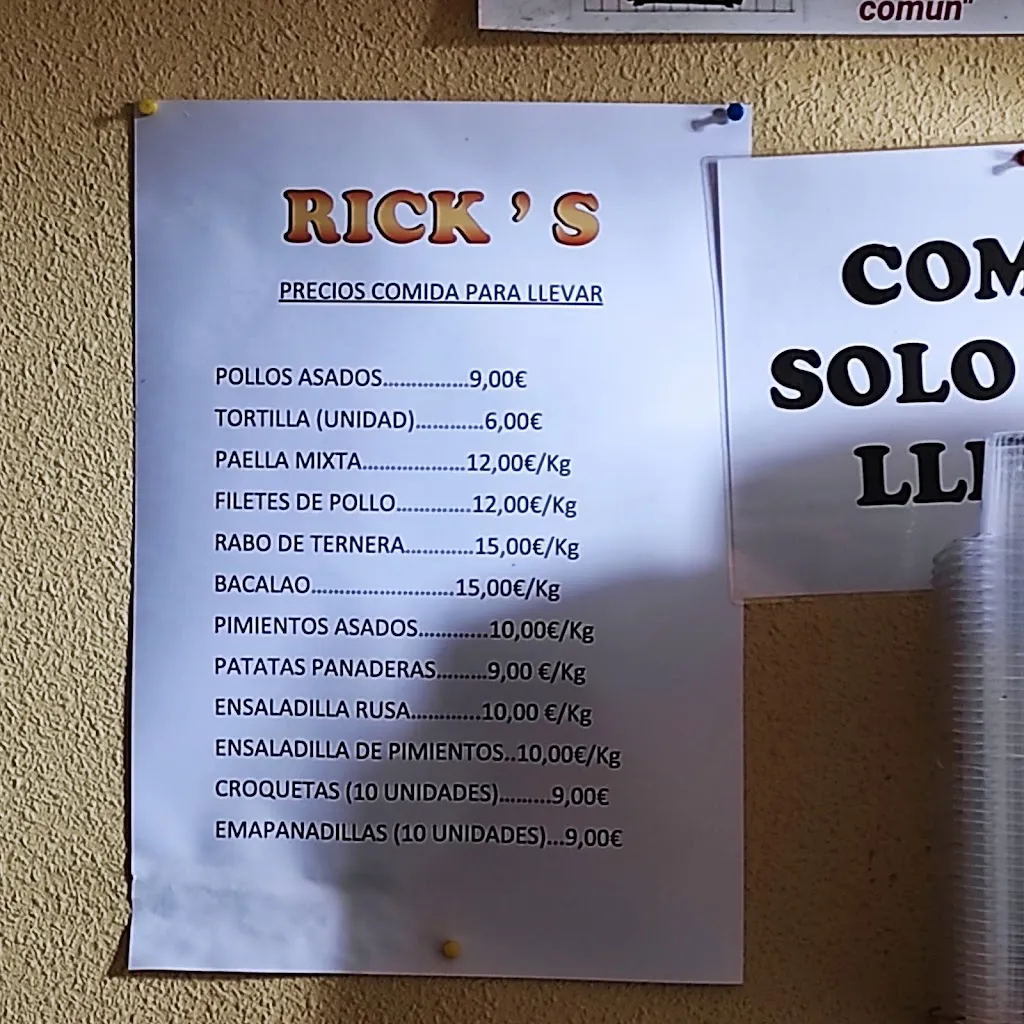 comun"
RICK ' S
PRECIOS COMIDA PARA LLEVAR
POLLOS ASADOS................9,00€
TORTILLA (UNIDAD)............6,00€
PAELLA MIXTA...................12,00€/Kg
FILETES DE POLLO.............12,00€/Kg
RABO DE TERNERA............15,00€/Kg
BACALAO..........................15,00€/Kg
PIMIENTOS ASADOS............10,00€/Kg
PATATAS PANADERAS.........9,00 €/Kg
ENSALADILLA RUSA............10,00 €/Kg
ENSALADILLA DE PIMIENTOS..10,00€/Kg
CROQUETAS (10 UNIDADES).........9,00€
EMAPANADILLAS (10 UNIDADES)...9,00€
COM
SOLO
LLE